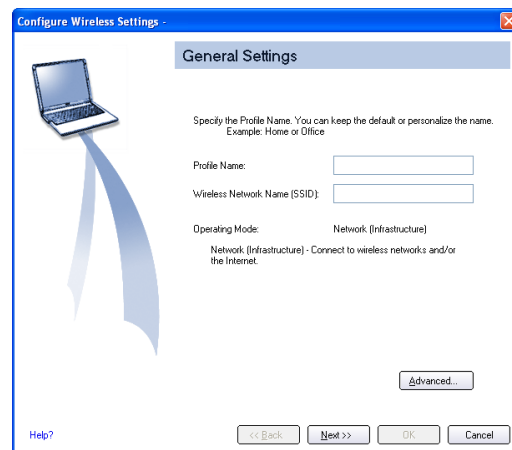 Configure Wireless Settings -
General Settings
Specify the Profile Name. You can keep the default or personalize the name.
Example: Home or Office
Profile Name:
Wireless Network Name (SSID):
Operating Mode: Network (Infrastructure)
Network (Infrastructure) - Connect to wireless networks and/or
the Internet.
Advanced...
Help? << Back Next >> OK Cancel